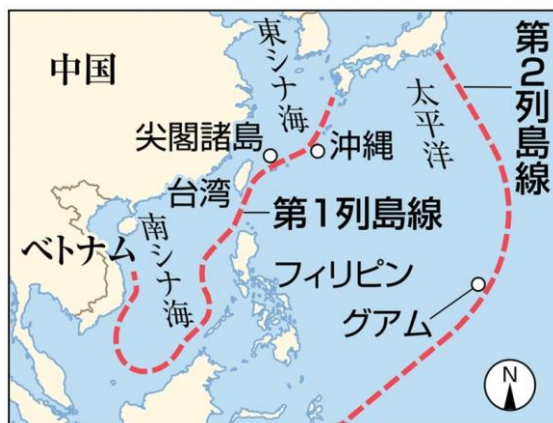 中国
東シナ海
太平洋
第2列島線
尖閣諸島
沖縄
台湾
第1列島線
ベトナム
南シナ海
フィリピン
グアム
N